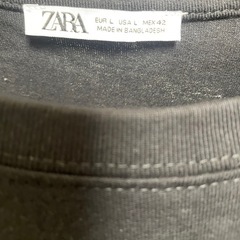 ZARA
EUR L USA L MEX 42
MADE IN BANGLADESH